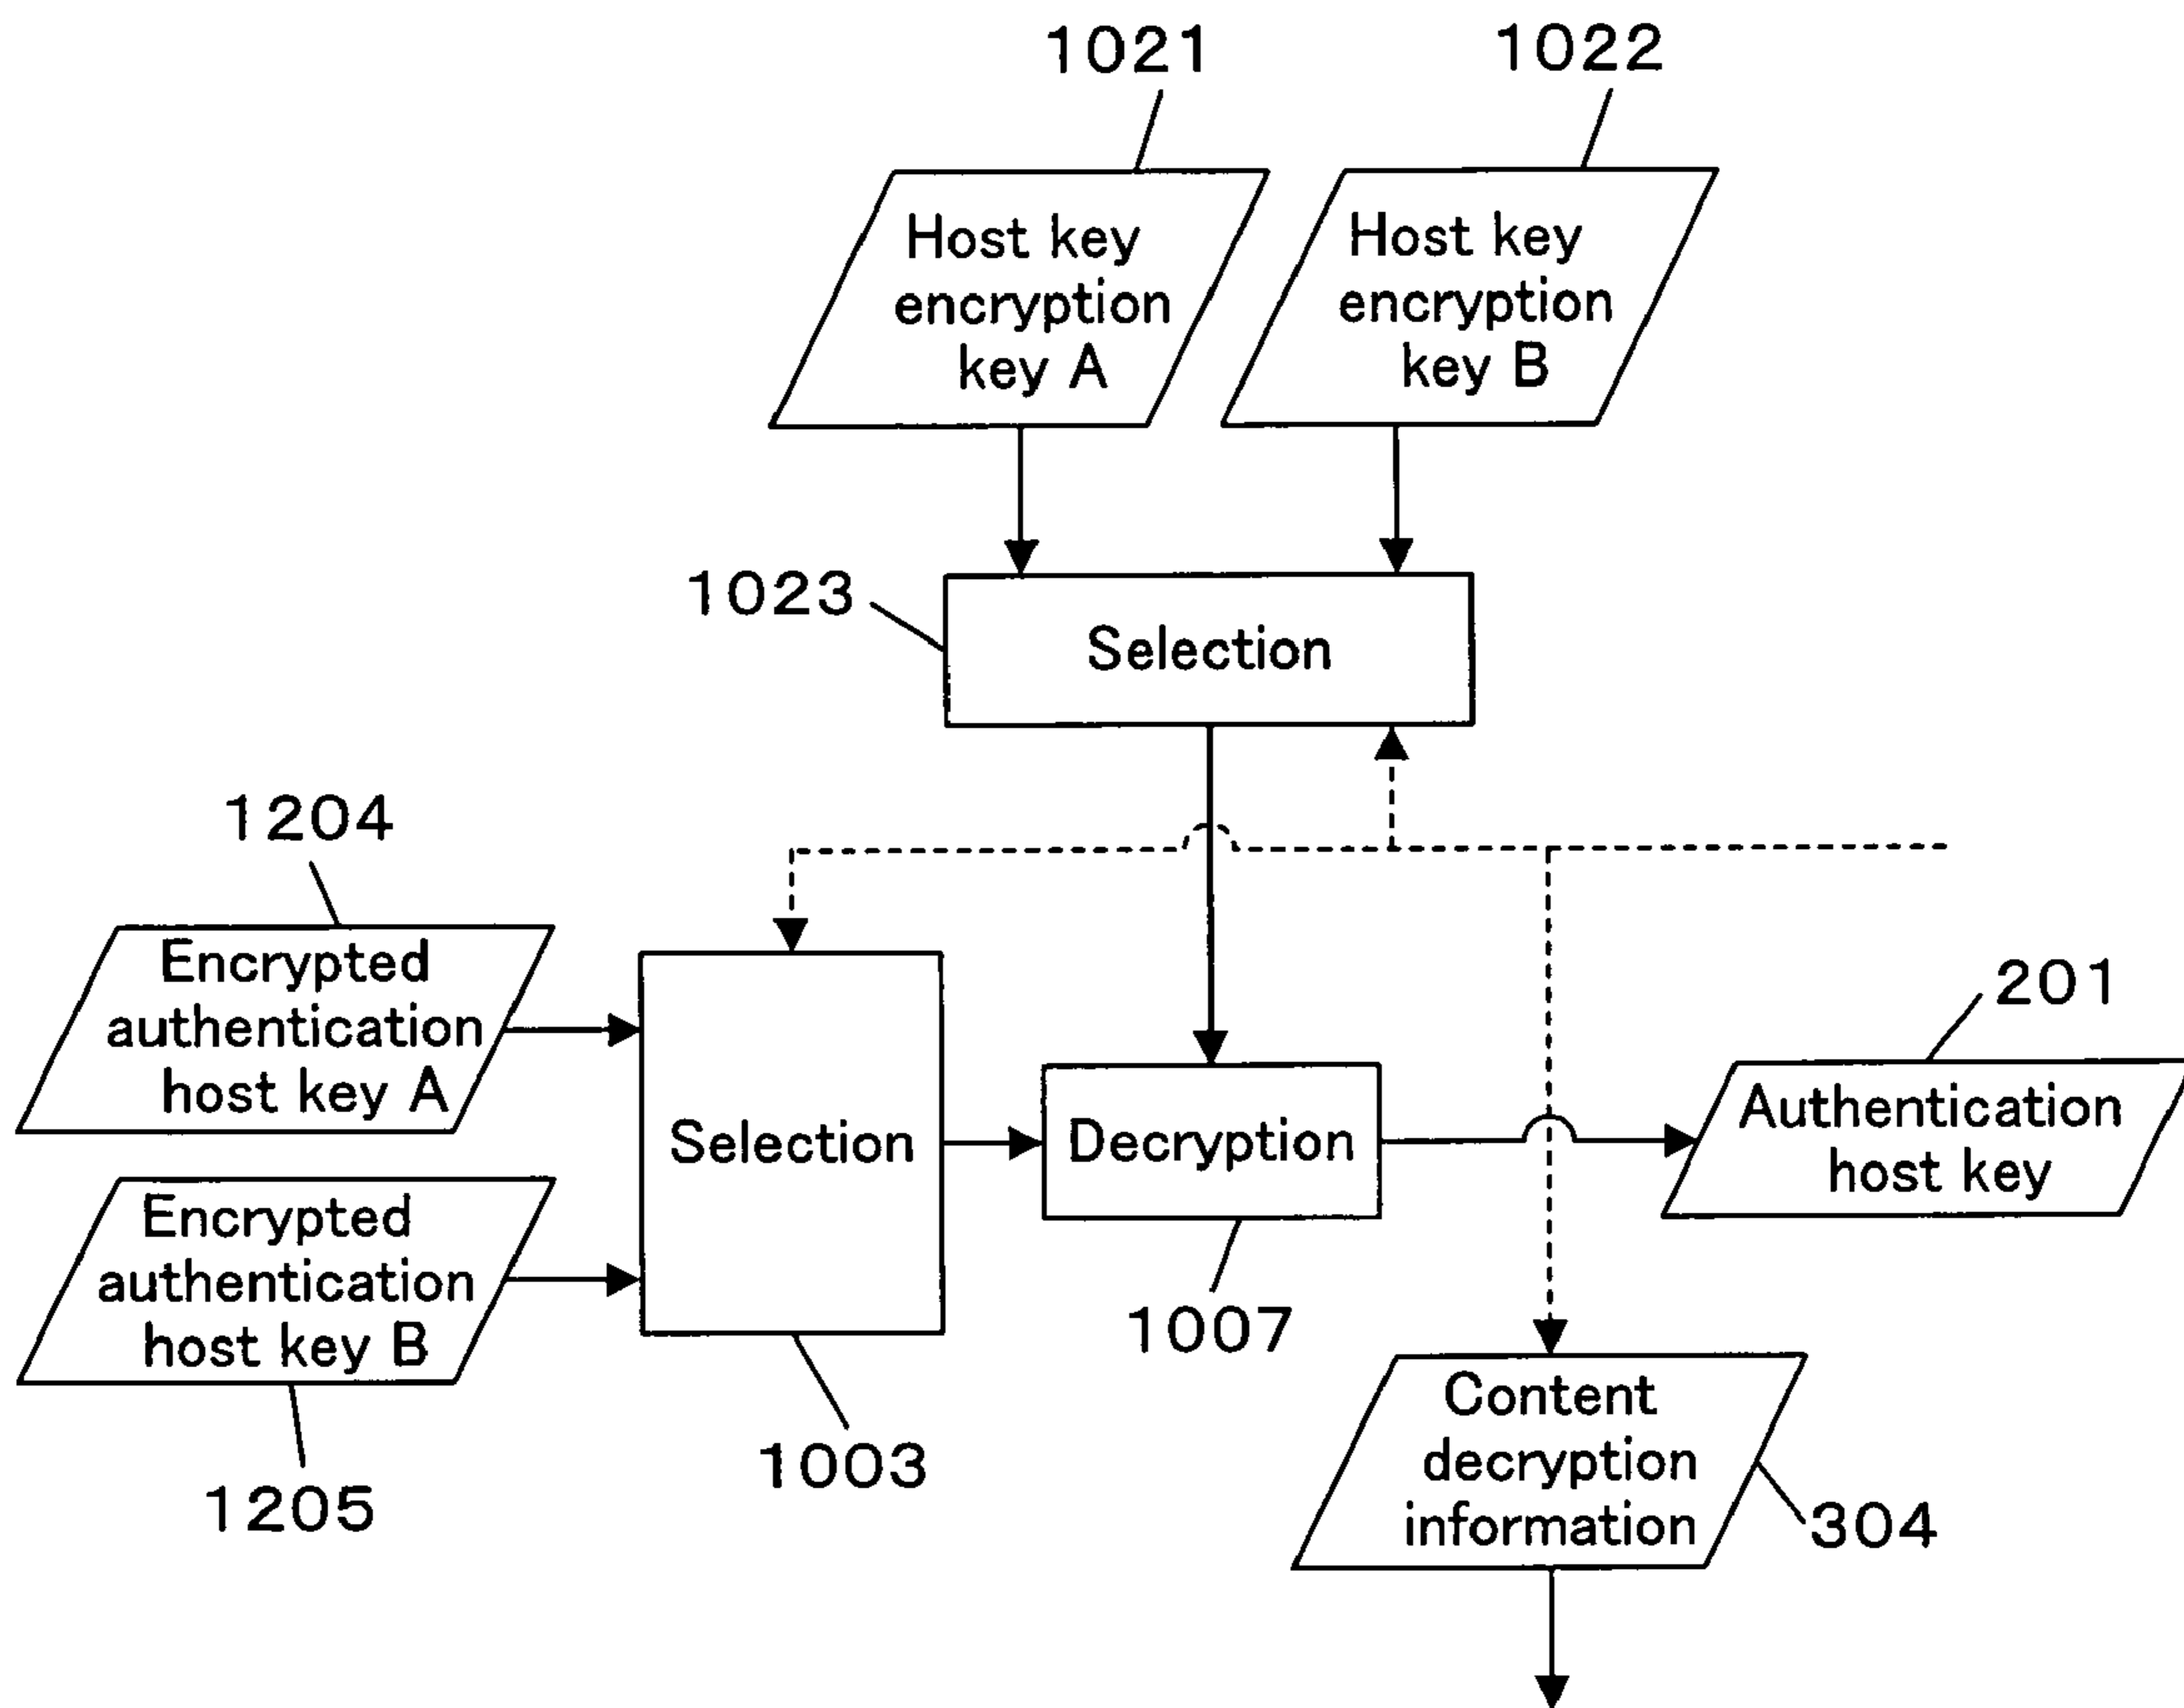 1021
1022
Host key
encryption
key A
Host key
encryption
key B
1023
Selection
1204
Encrypted
authentication
host key A
201
Authentication
host key
Selection
Decryption
Encrypted
authentication
host key B
1007
Content
decryption
information
1003
1205
304